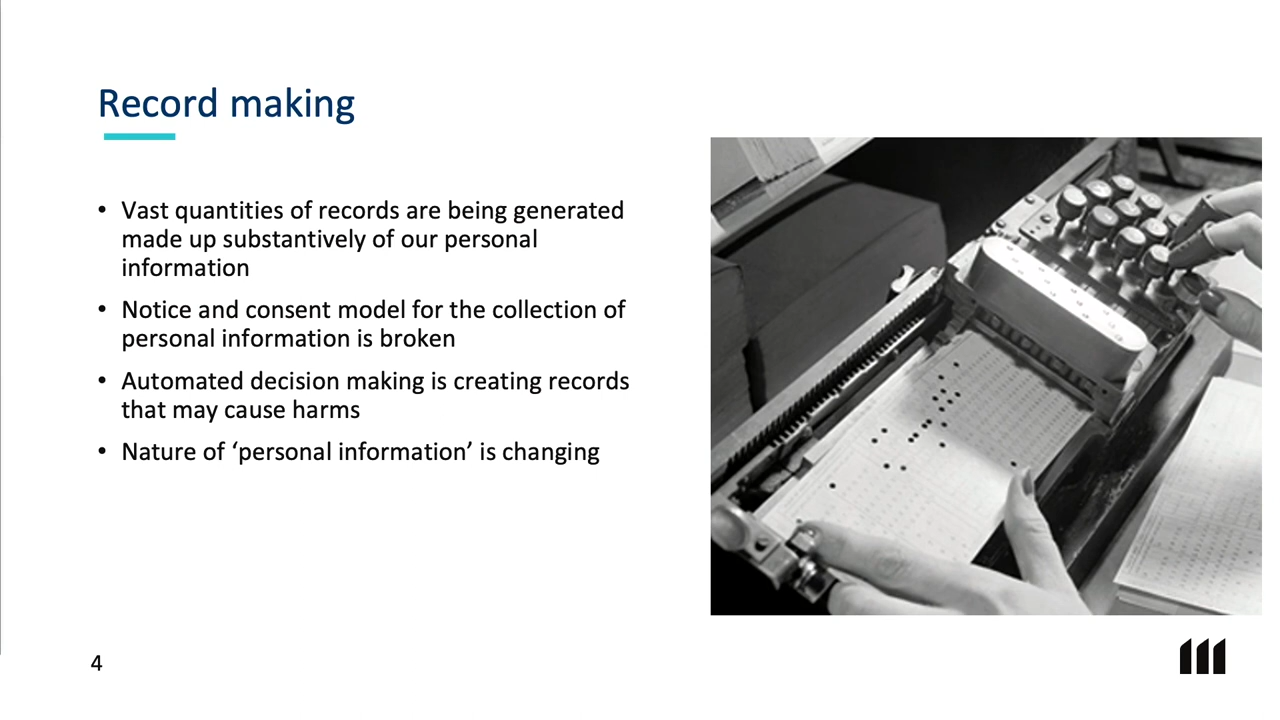 Record making
• Vast quantities of records are being generated
made up substantively of our personal
information
• Notice and consent model for the collection of
personal information is broken
• Automated decision making is creating records
that may cause harms
• Nature of ‘personal information’ is changing
4